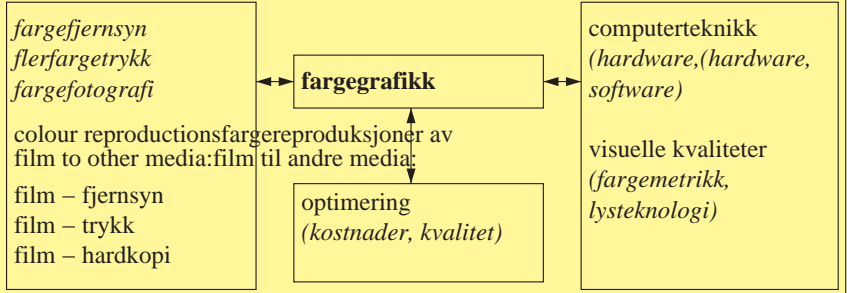 fargefjernsyn
flerfargetrykk
fargefotografi
colour reproductionsfargereproduksjoner av
film to other media:film til andre media:
film – fjernsyn
film – trykk
film – hardkopi
fargegrafikk
optimering
(kostnader, kvalitet)
computerteknikk
(hardware,(hardware,
software)
visuelle kvaliteter
(fargemetrikk,
lysteknologi)